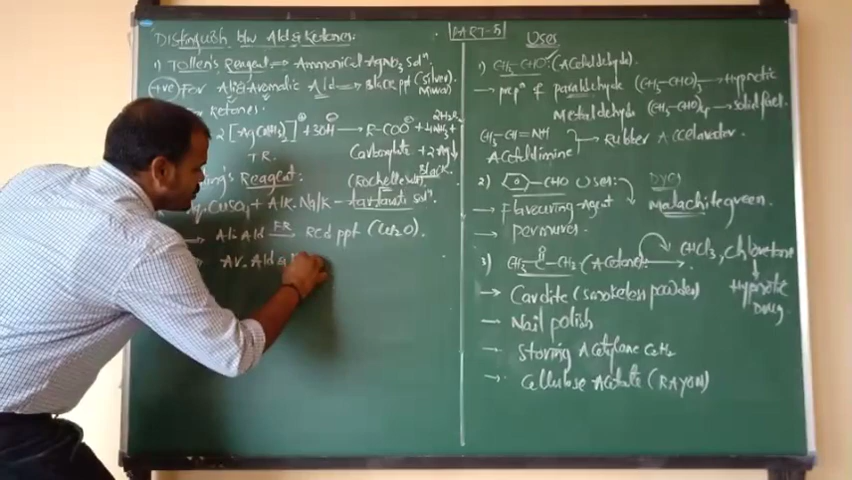 PART-5
Distinguish b/w Ald & Ketones:
1) Tollen's Reagent => Ammonical AgNO3 Soln
+ve For Ali & Aromatic Ald => Black ppt (Silver Mirror)
Ketones.
2[Ag(NH3)2]⊕ + 3OH⊖ → R-COO⊖ + 4NH3 + 2H2O
T.R.
Carboxylate + 2Ag↓
Black
Reagent:
(Rochelle salt)
CuSO4 + Alk. Na/K - tartarate soln.
→ Ali Ald FR→ Red ppt (Cu2O).
Ar. Ald &
Uses
1) CH3-CHO: (Acetaldehyde).
→ prepn of paraldehyde (CH3-CHO)3 → Hypnotic
Metaldehyde (CH3-CHO)4 → solid fuel.
CH3-CH=NH → Rubber Accelerator.
Acetaldimine
2) -CHO Uses: Dyes
→ Flavouring Agent Malachite green.
→ Perfumes.
3) CH3-C-CH3 (Acetone) CHCl3, chloretone
O
→ Cordite (Smokeless powder) Hypnotic Drug
→ Nail polish
→ Storing Acetylene C2H2
→ Cellulose Acetate (RAYON)